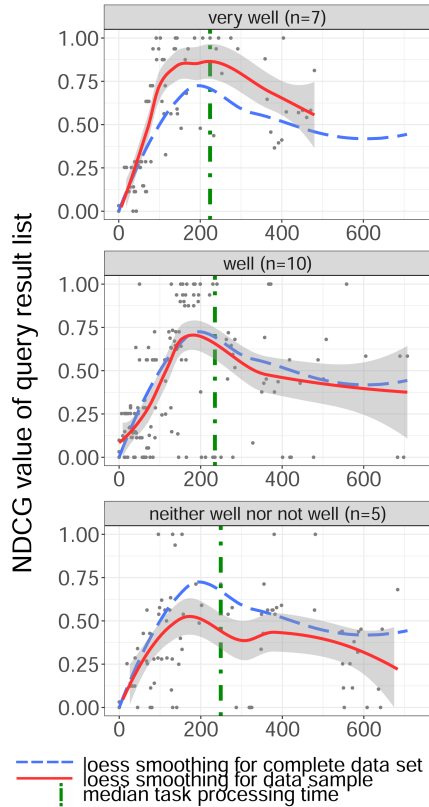 very well (n=7)
1.00
0.75
0.50
0.25
0.00
0 200 400 600
well (n=10)
1.00
0.75
0.50
0.25
0.00
0 200 400 600
neither well nor not well (n=5)
1.00
0.75
0.50
0.25
0.00
0 200 400 600
NDCG value of query result list
loess smoothing for complete data set
loess smoothing for data sample
median task processing time